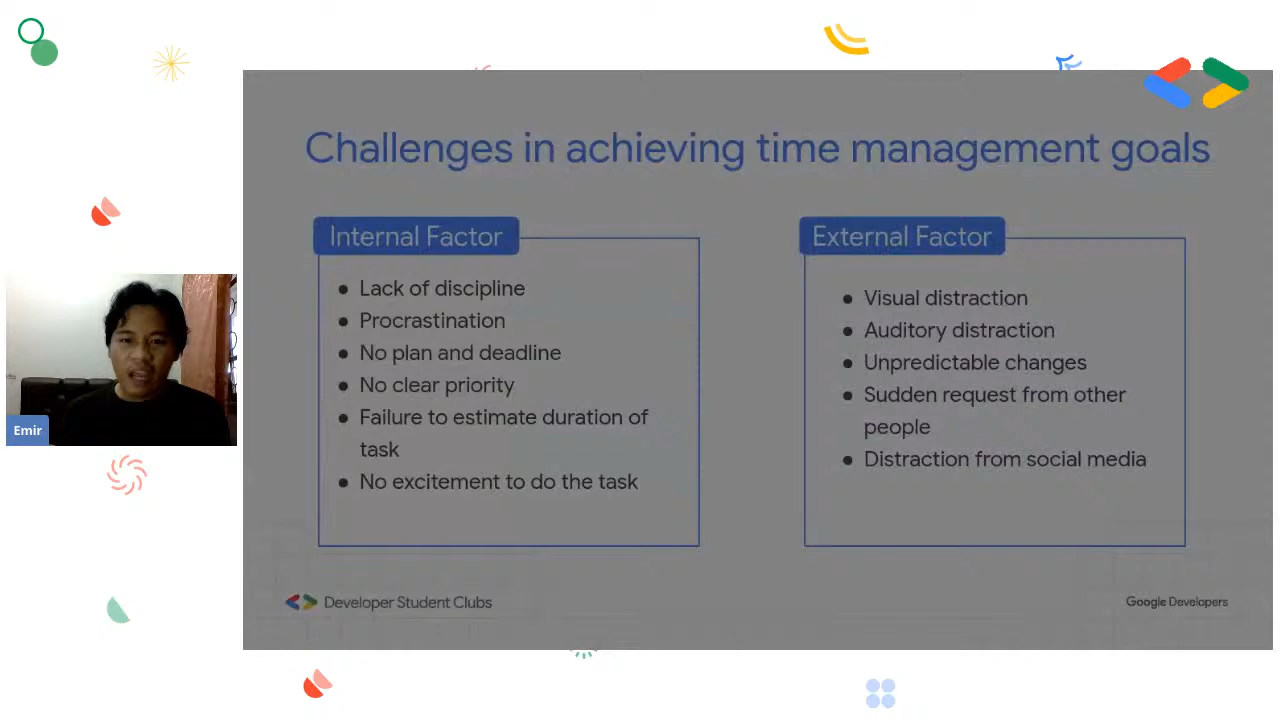 Challenges in achieving time management goals
Internal Factor
● Lack of discipline
● Procrastination
● No plan and deadline
● No clear priority
● Failure to estimate duration of
task
● No excitement to do the task
External Factor
● Visual distraction
● Auditory distraction
● Unpredictable changes
● Sudden request from other
people
● Distraction from social media
Emir
Developer Student Clubs
Google Developers